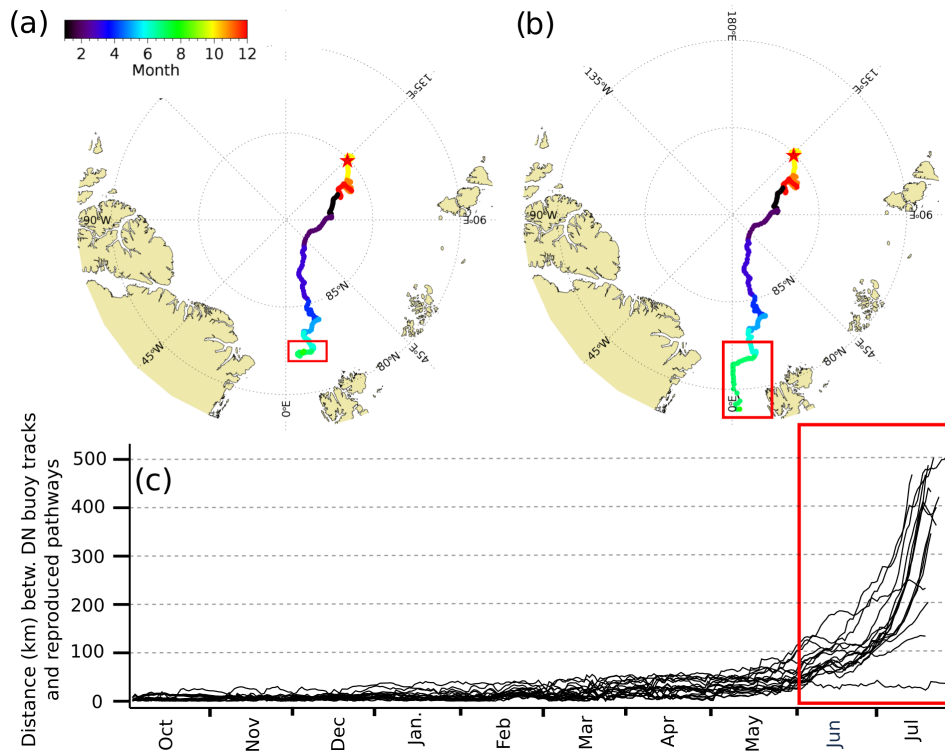 (a)
2 4 6 8 10 12
Month
135°E
90°W
90°E
85°N
45°W
80°N
45°E
0°E
(b)
180°E
135°W
135°E
90°W
90°E
85°N
45°W
80°N
45°E
0°E
(c)
Distance (km) betw. DN buoy tracks
and reproduced pathways
500
400
300
200
100
0
Oct
Nov
Dec
Jan.
Feb
Mar
Apr
May
Jun
Jul